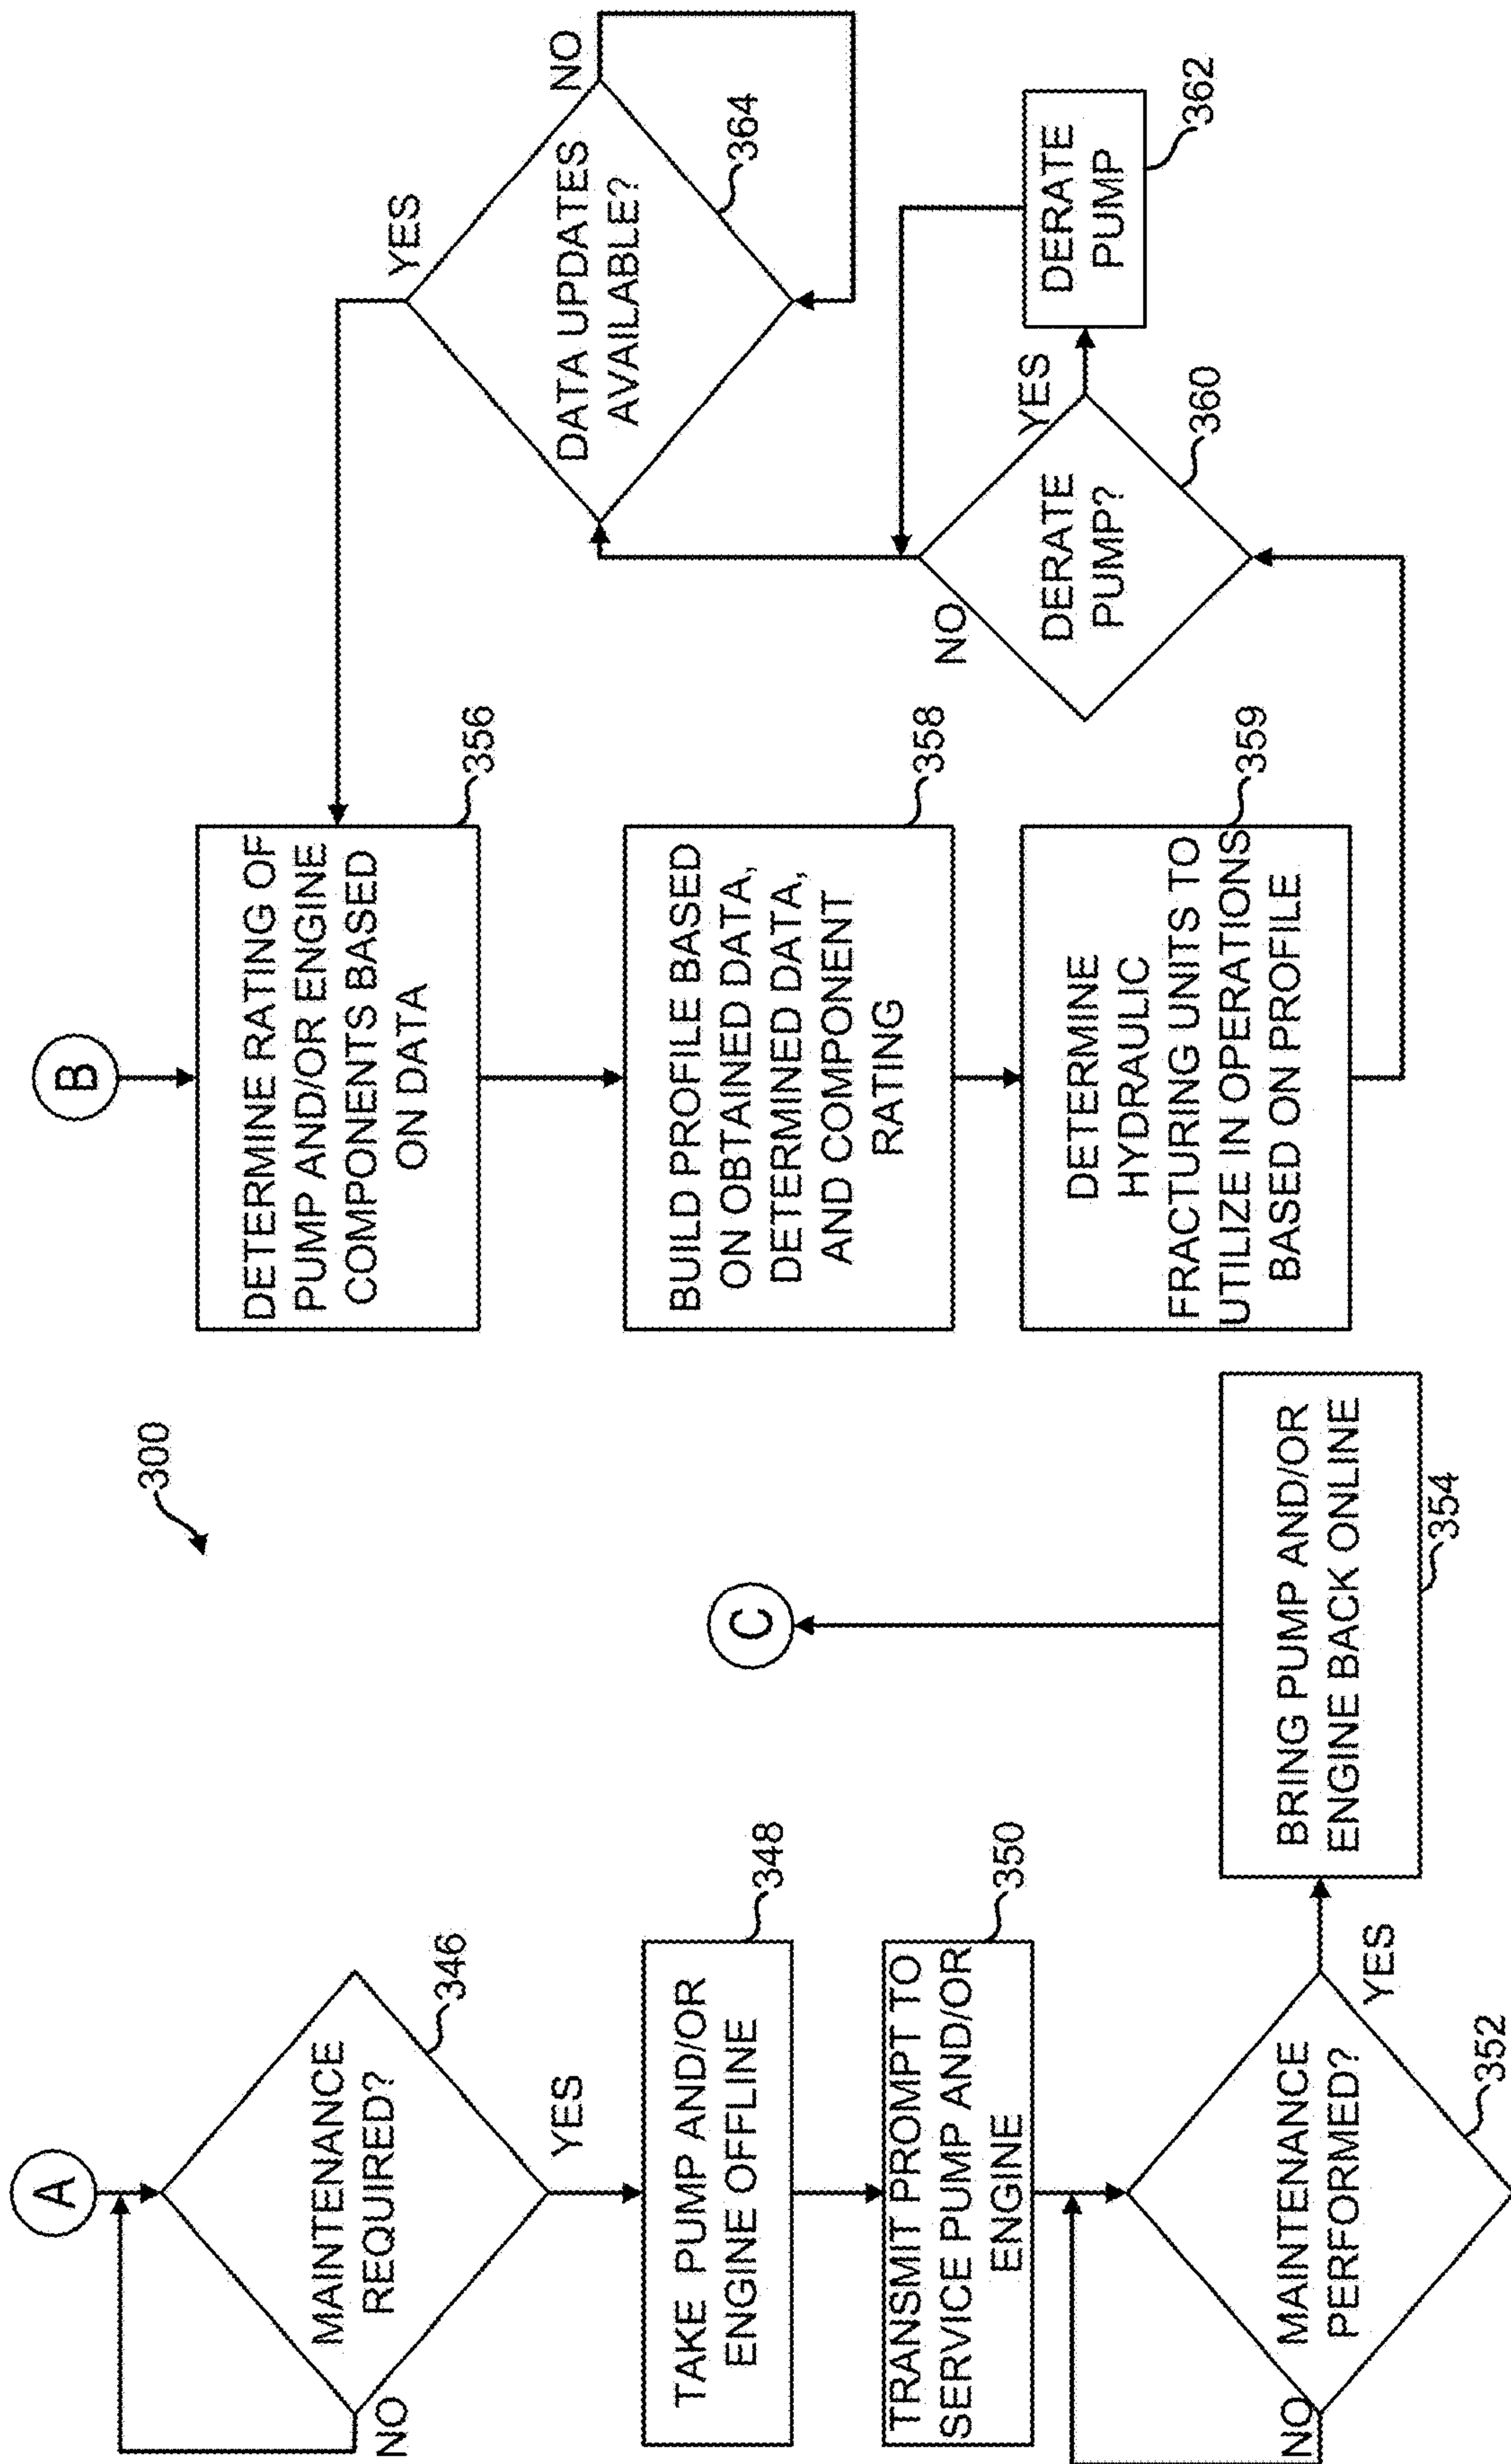 300
A
MAINTENANCE
REQUIRED?
346
NO
YES
TAKE PUMP AND/OR
ENGINE OFFLINE
348
TRANSMIT PROMPT TO
SERVICE PUMP AND/OR
ENGINE
350
MAINTENANCE
PERFORMED?
352
NO
YES
BRING PUMP AND/OR
ENGINE BACK ONLINE
354
C
B
DETERMINE RATING OF
PUMP AND/OR ENGINE
COMPONENTS BASED
ON DATA
356
BUILD PROFILE BASED
ON OBTAINED DATA,
DETERMINED DATA,
AND COMPONENT
RATING
358
DETERMINE
HYDRAULIC
FRACTURING UNITS TO
UTILIZE IN OPERATIONS
BASED ON PROFILE
359
DERATE
PUMP?
360
NO
YES
DERATE
PUMP
362
DATA UPDATES
AVAILABLE?
364
YES
NO